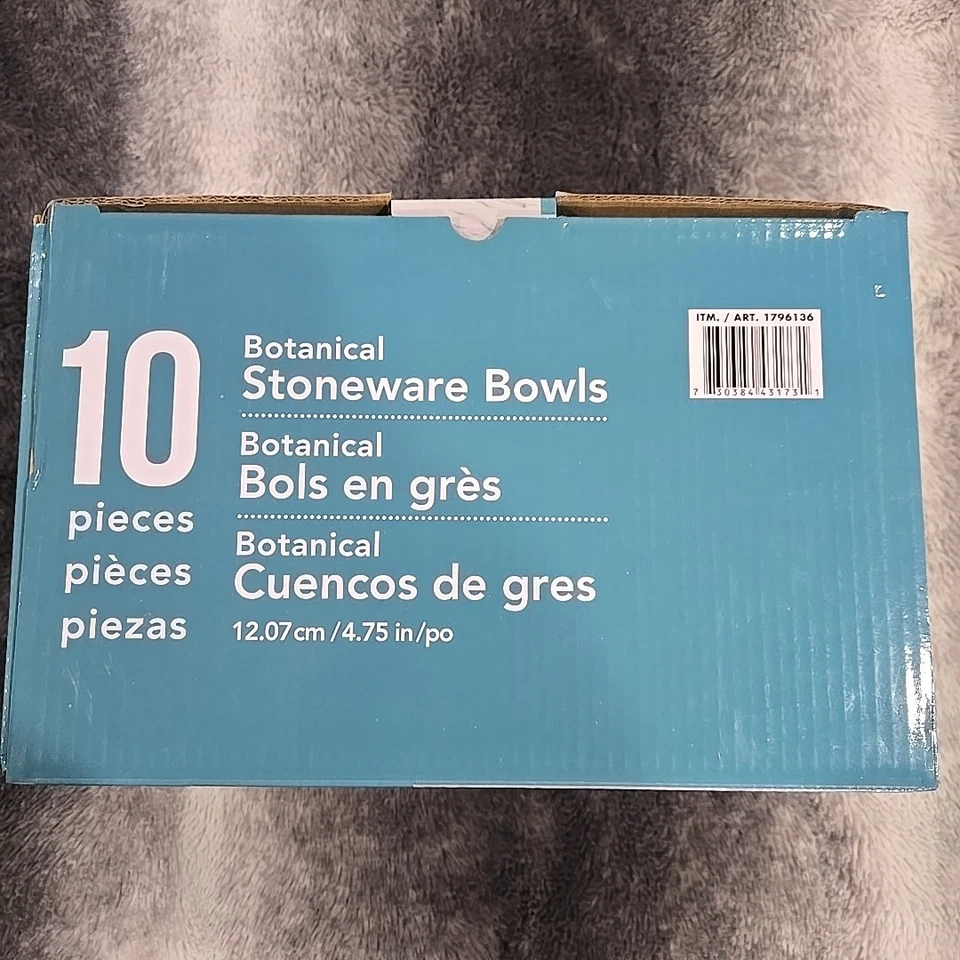 10
pieces
pièces
piezas
Botanical
Stoneware Bowls
Botanical
Bols en grès
Botanical
Cuencos de gres
12.07cm/4.75 in/po
ITM. / ART. 1796136
7 30384 43173 1